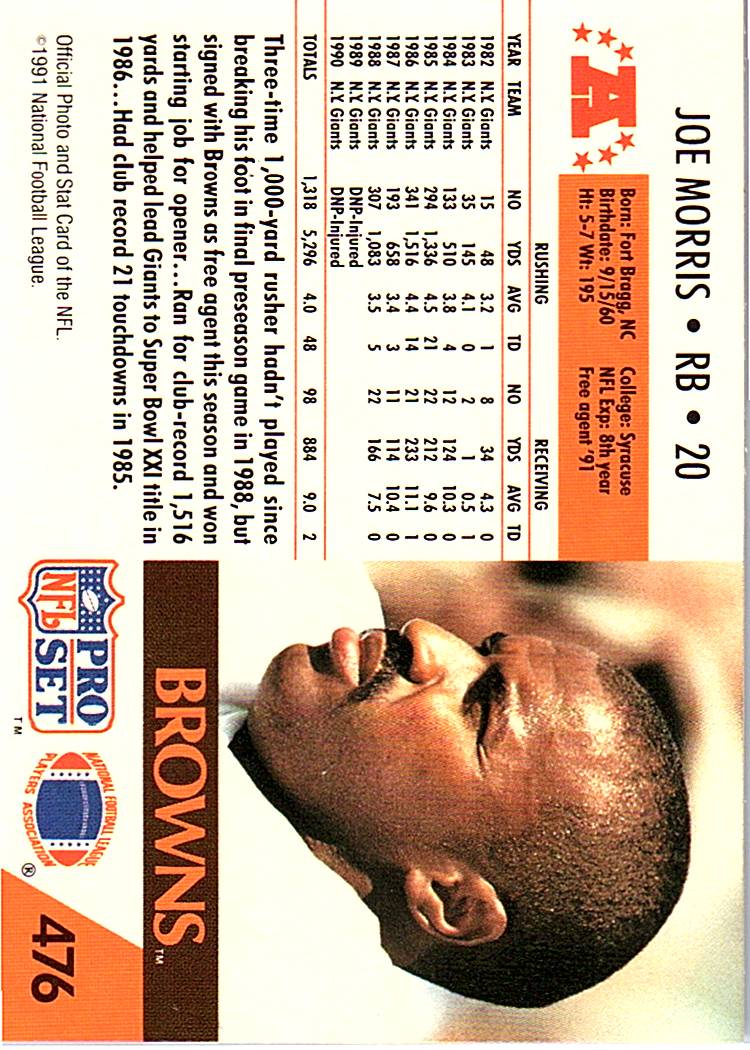 JOE MORRIS • RB • 20
A
Born: Fort Bragg, NC College: Syracuse
Birthdate: 9/15/60 NFL Exp: 8th year
Ht: 5-7 Wt: 195 Free agent '91
RUSHING RECEIVING
YEAR TEAM NO YDS AVG TD NO YDS AVG TD
1982 N.Y. Giants 15 48 3.2 1 8 34 4.3 0
1983 N.Y. Giants 35 145 4.1 0 2 1 0.5 1
1984 N.Y. Giants 133 510 3.8 4 12 124 10.3 0
1985 N.Y. Giants 294 1,336 4.5 21 22 212 9.6 0
1986 N.Y. Giants 341 1,516 4.4 14 21 233 11.1 1
1987 N.Y. Giants 193 658 3.4 3 11 114 10.4 0
1988 N.Y. Giants 307 1,083 3.5 5 22 166 7.5 0
1989 N.Y. Giants DNP-Injured
1990 N.Y. Giants DNP-Injured
TOTALS 1,318 5,296 4.0 48 98 884 9.0 2
Three-time 1,000-yard rusher hadn't played since
breaking his foot in final preseason game in 1988, but
signed with Browns as free agent this season and won
starting job for opener...Ran for club-record 1,516
yards and helped lead Giants to Super Bowl XXI title in
1986...Had club record 21 touchdowns in 1985.
Official Photo and Stat Card of the NFL.
©1991 National Football League.
BROWNS™
NFL PRO SET ™
NATIONAL FOOTBALL LEAGUE PLAYERS ASSOCIATION ®
476